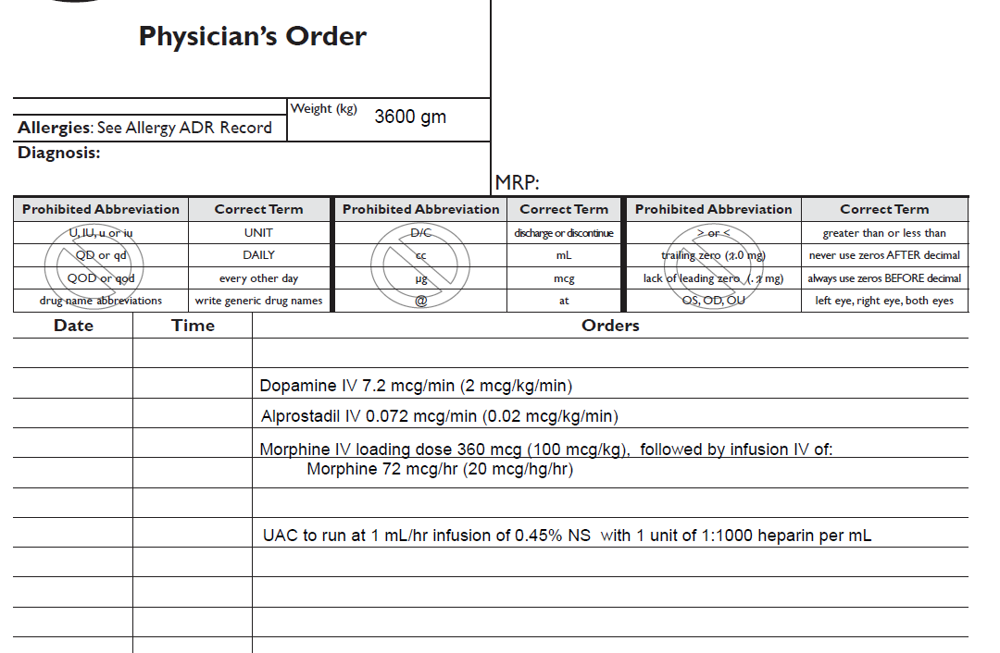 Physician's Order
Weight (kg) 3600 gm
Allergies: See Allergy ADR Record
Diagnosis:
MRP:
Prohibited Abbreviation Correct Term Prohibited Abbreviation Correct Term Prohibited Abbreviation Correct Term
U, IU, u or iu UNIT D/C discharge or discontinue > or < greater than or less than
QD or qd DAILY cc mL trailing zero (x.0 mg) never use zeros AFTER decimal
QOD or qod every other day µg mcg lack of leading zero (. x mg) always use zeros BEFORE decimal
drug name abbreviations write generic drug names @ at OS, OD, OU left eye, right eye, both eyes
Date Time Orders
Dopamine IV 7.2 mcg/min (2 mcg/kg/min)
Alprostadil IV 0.072 mcg/min (0.02 mcg/kg/min)
Morphine IV loading dose 360 mcg (100 mcg/kg), followed by infusion IV of:
Morphine 72 mcg/hr (20 mcg/hg/hr)
UAC to run at 1 mL/hr infusion of 0.45% NS with 1 unit of 1:1000 heparin per mL